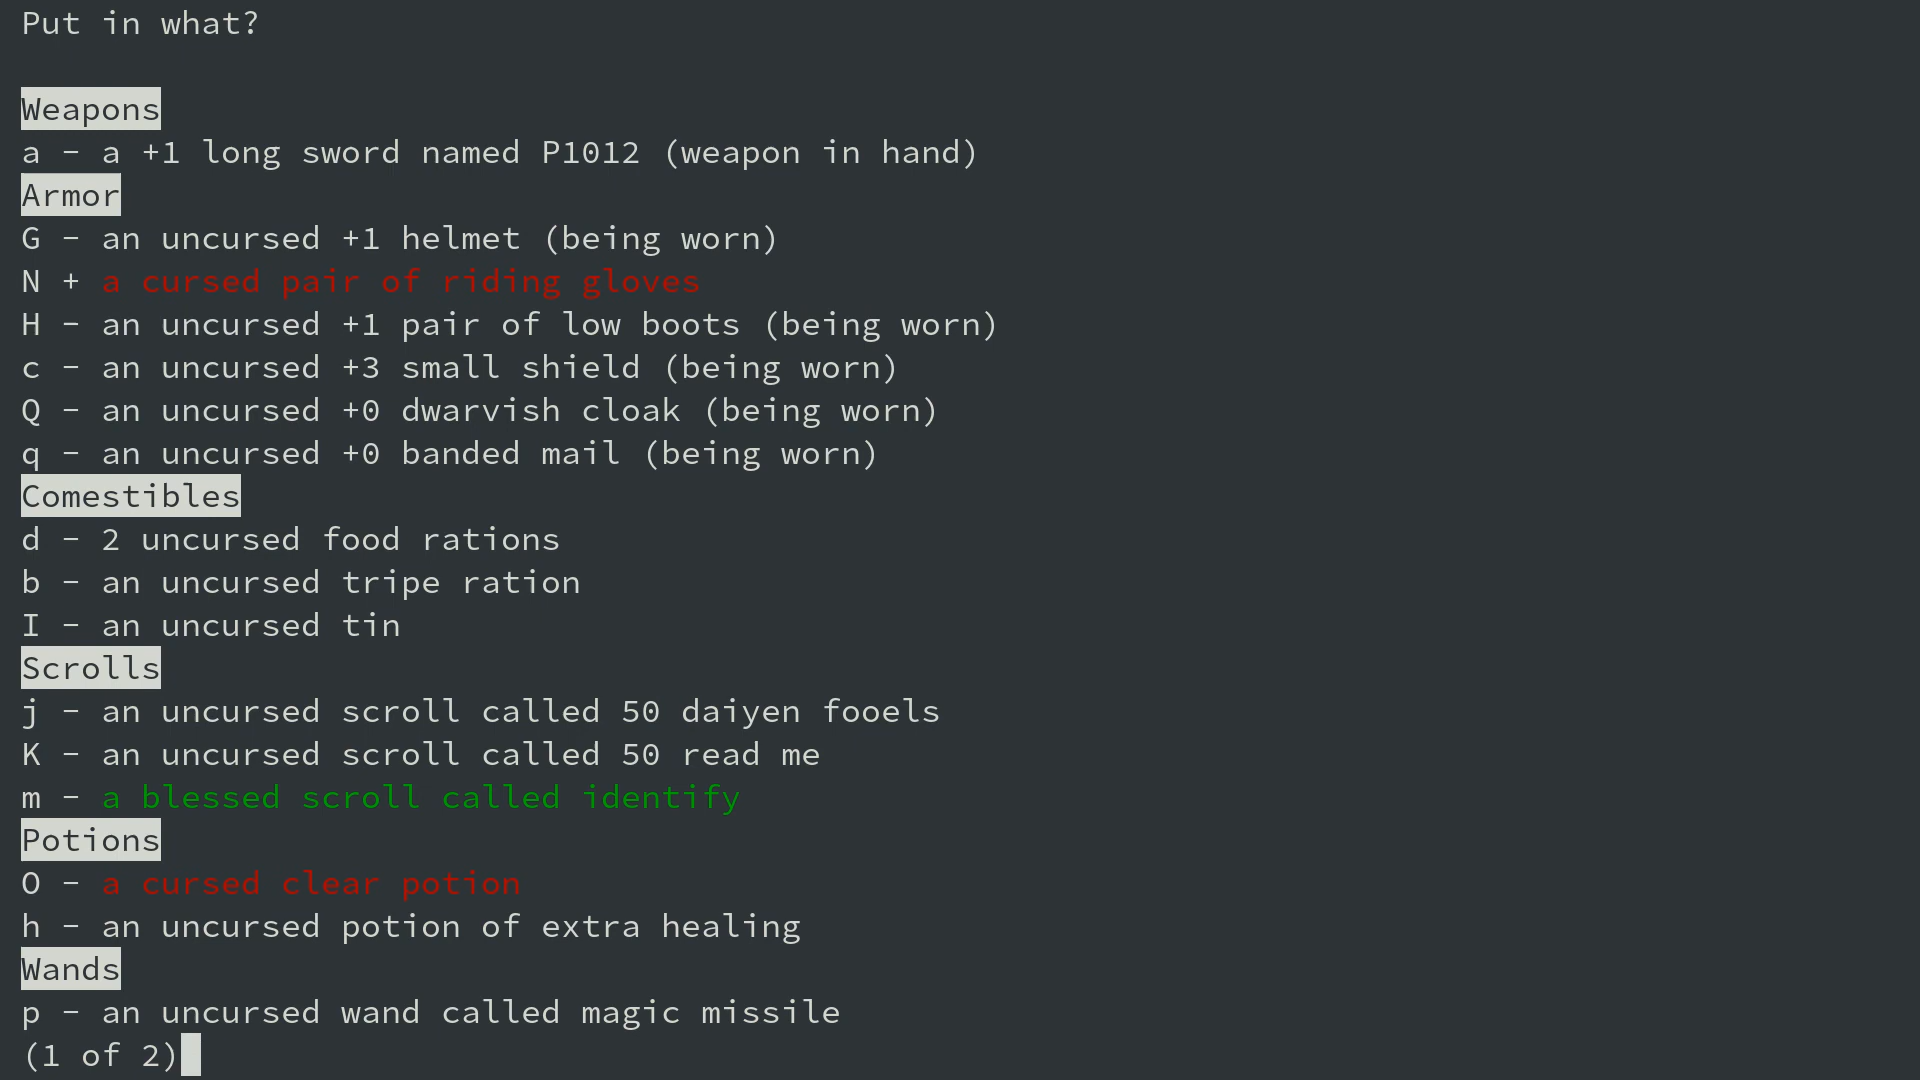 Put in what?
Weapons
a - a +1 long sword named P1012 (weapon in hand)
Armor
G - an uncursed +1 helmet (being worn)
N + a cursed pair of riding gloves
H - an uncursed +1 pair of low boots (being worn)
c - an uncursed +3 small shield (being worn)
Q - an uncursed +0 dwarvish cloak (being worn)
q - an uncursed +0 banded mail (being worn)
Comestibles
d - 2 uncursed food rations
b - an uncursed tripe ration
I - an uncursed tin
Scrolls
j - an uncursed scroll called 50 daiyen fooels
K - an uncursed scroll called 50 read me
m - a blessed scroll called identify
Potions
O - a cursed clear potion
h - an uncursed potion of extra healing
Wands
p - an uncursed wand called magic missile
(1 of 2)